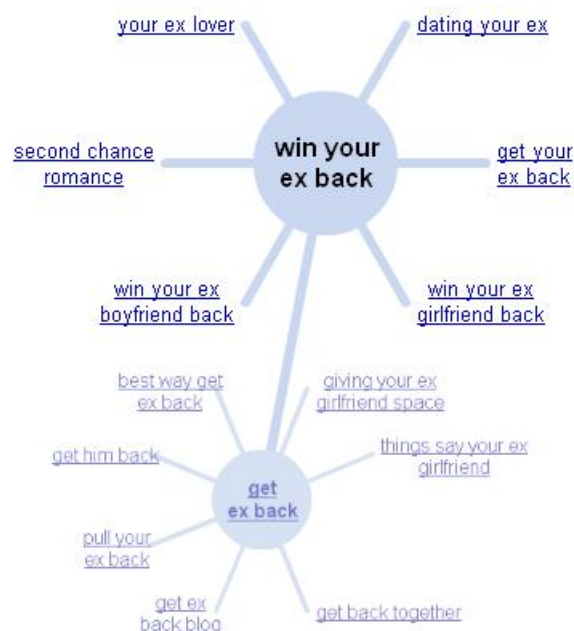 your ex lover
dating your ex
win your
ex back
second chance
romance
get your
ex back
win your ex
boyfriend back
win your ex
girlfriend back
best way get
ex back
giving your ex
girlfriend space
get him back
things say your ex
girlfriend
get
ex back
pull your
ex back
get ex
back blog
get back together